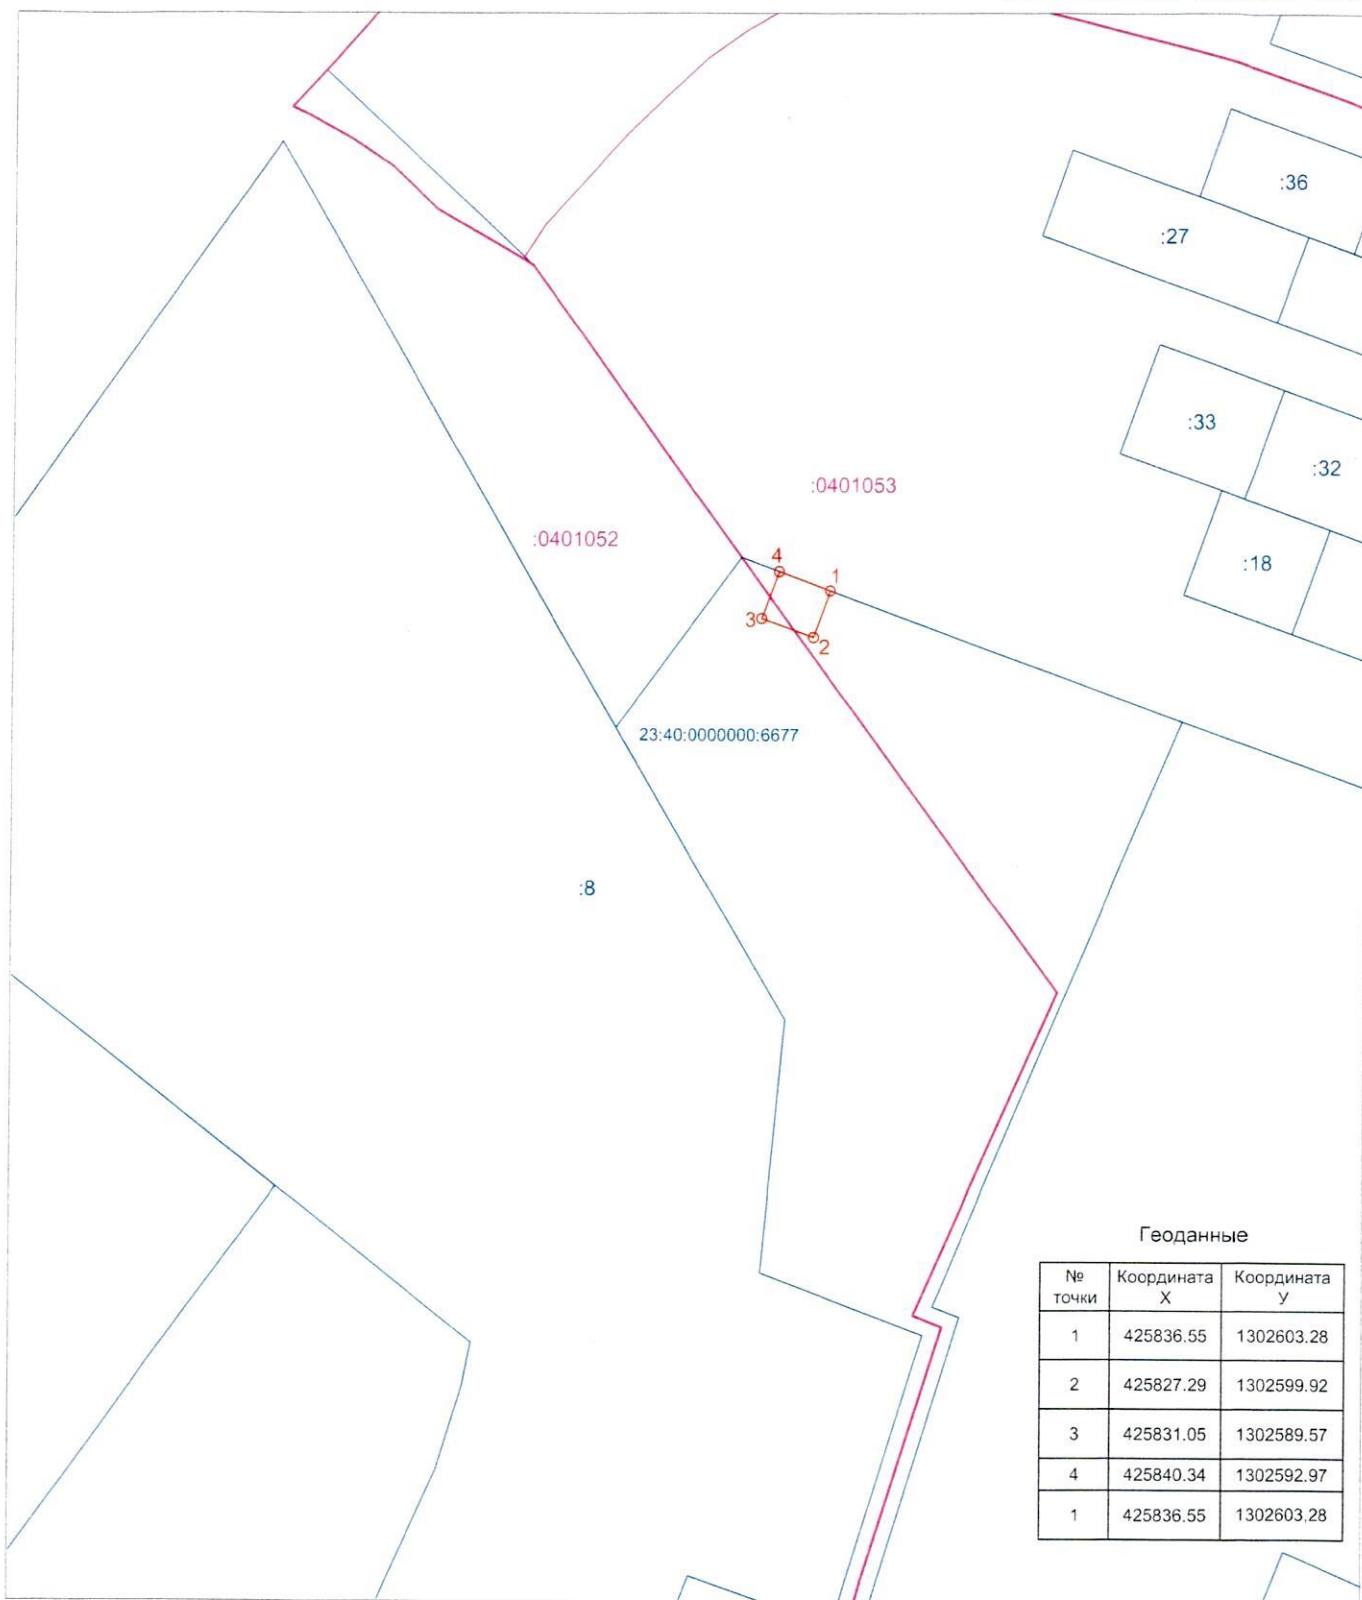 :36
:27
:33
:32
:0401053
:0401052
:18
4
1
3
2
23:40:0000000:6677
:8
Геоданные
№ точки Координата X Координата У
1 425836.55 1302603.28
2 425827.29 1302599.92
3 425831.05 1302589.57
4 425840.34 1302592.97
1 425836.55 1302603,28